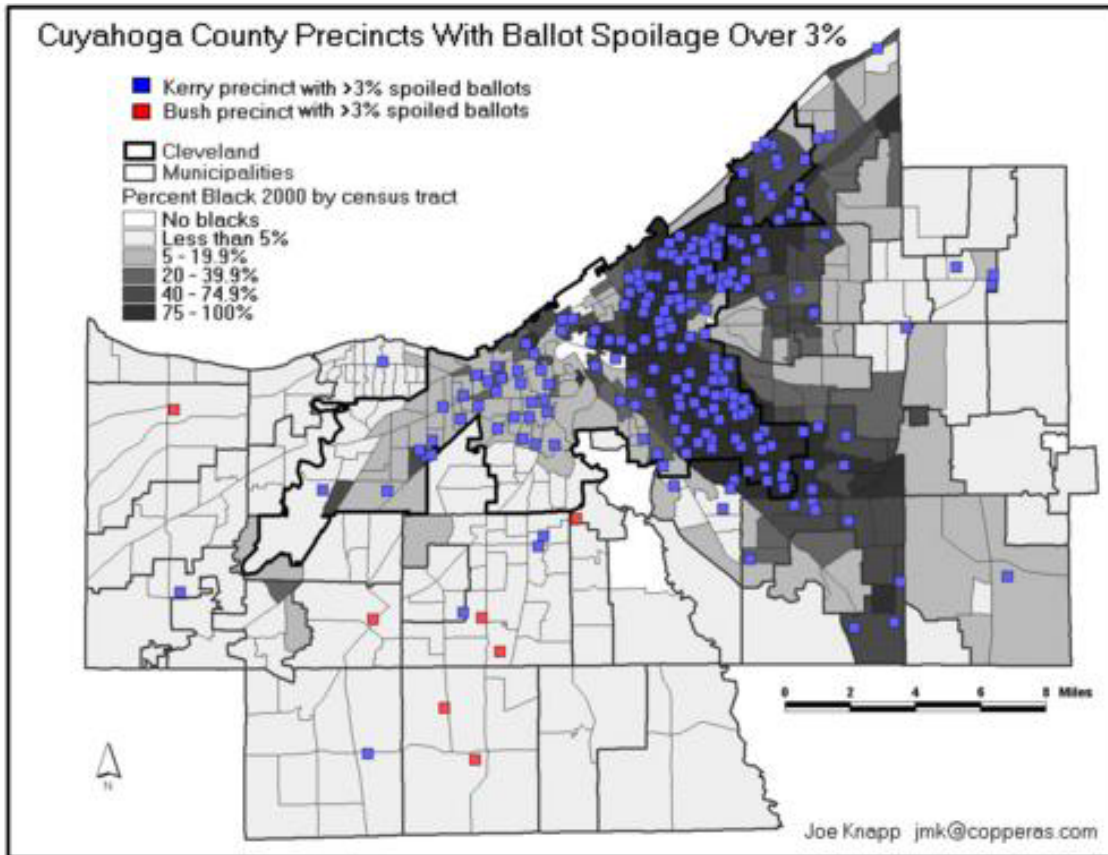 Cuyahoga County Precincts With Ballot Spoilage Over 3%
Kerry precinct with >3% spoiled ballots
Bush precinct with >3% spoiled ballots
Cleveland
Municipalities
Percent Black 2000 by census tract
No blacks
Less than 5%
5 - 19.9%
20 - 39.9%
40 - 74.9%
75 - 100%
0 2 4 6 8 Miles
N
Joe Knapp jmk@copperas.com